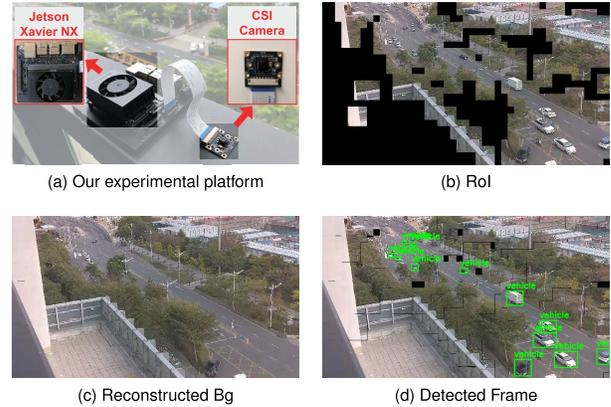 Jetson
Xavier NX
CSI
Camera
(a) Our experimental platform
(b) RoI
vehicle
vehicle
vehicle
vehicle
vehicle
vehicle
vehicle
(c) Reconstructed Bg
(d) Detected Frame